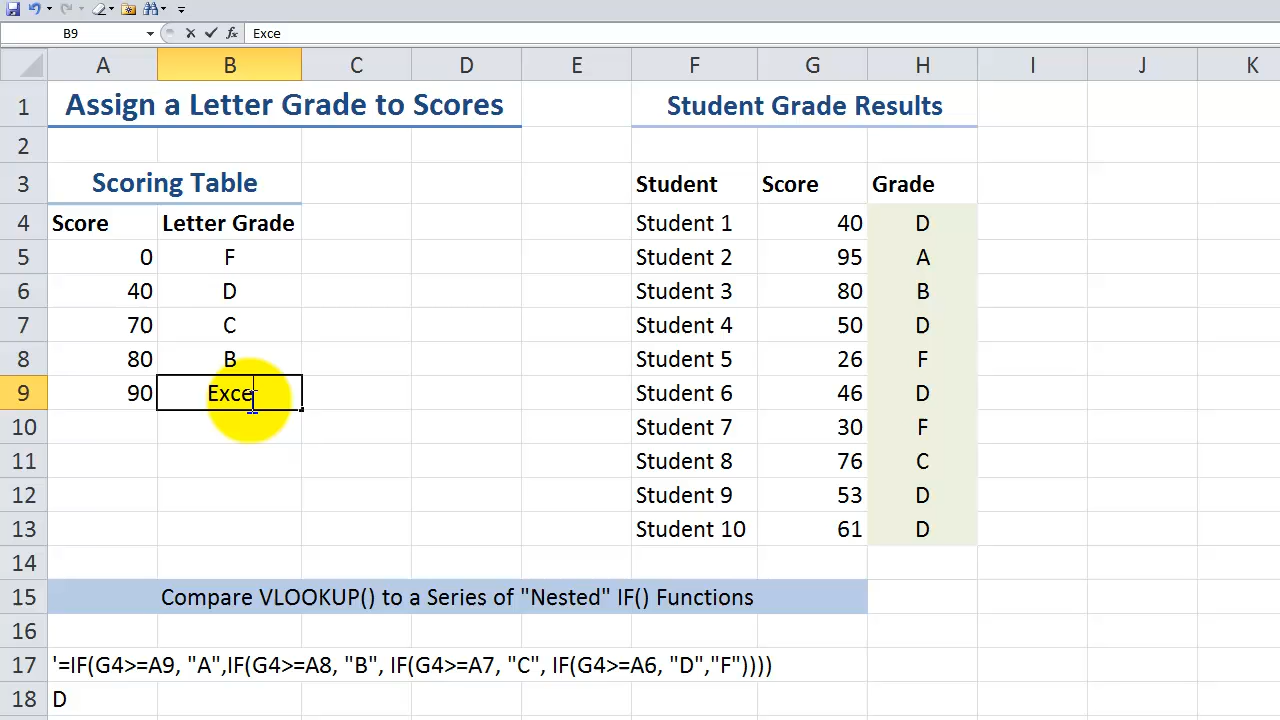 B9 Exce
A B C D E F G H I J K
1 Assign a Letter Grade to Scores Student Grade Results
2
3 Scoring Table Student Score Grade
4 Score Letter Grade Student 1 40 D
5 0 F Student 2 95 A
6 40 D Student 3 80 B
7 70 C Student 4 50 D
8 80 B Student 5 26 F
9 90 Exce Student 6 46 D
10 Student 7 30 F
11 Student 8 76 C
12 Student 9 53 D
13 Student 10 61 D
14
15 Compare VLOOKUP() to a Series of "Nested" IF() Functions
16
17 '=IF(G4>=A9, "A",IF(G4>=A8, "B", IF(G4>=A7, "C", IF(G4>=A6, "D","F"))))
18 D